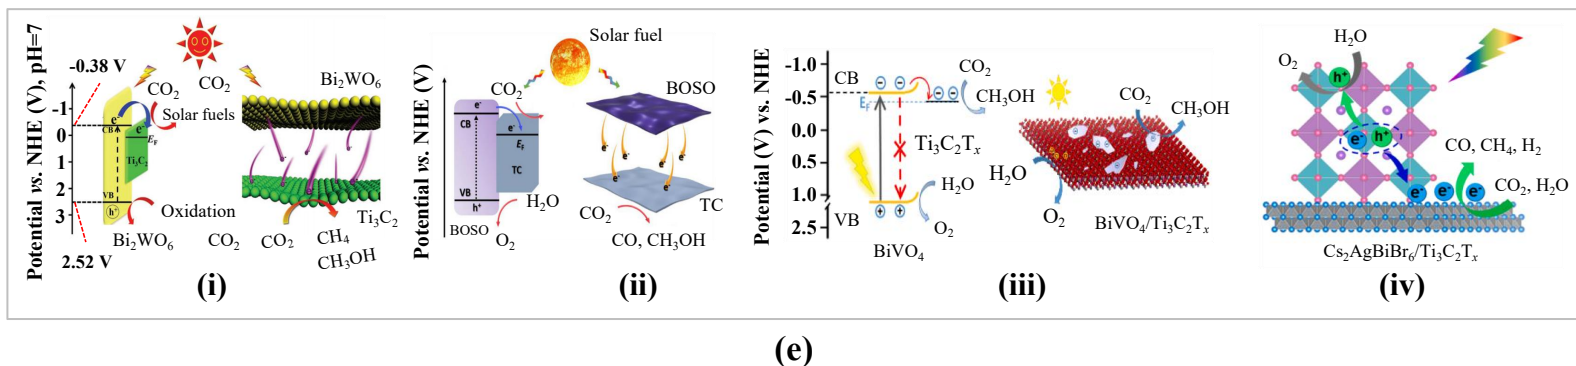 Potential vs. NHE (V), pH=7
-0.38 V
-1
0
1
2
3
2.52 V
CO₂
CO₂
Solar fuels
e⁻
e⁻
CB
E_F
Ti₃C₂
VB
h⁺
Oxidation
Bi₂WO₆
Bi₂WO₆
Ti₃C₂
CO₂
CO₂
CH₄
CH₃OH
(i)
Potential vs. NHE (V)
Solar fuel
CO₂
e⁻
CB
e⁻
E_F
TC
VB
h⁺
H₂O
BOSO
O₂
BOSO
e⁻
e⁻
e⁻
e⁻
TC
CO₂
CO, CH₃OH
(ii)
Potential (V) vs. NHE
-1.0
-0.5
0.0
0.5
1.0
2.5
CB
E_F
CO₂
CH₃OH
Ti₃C₂Tₓ
H₂O
O₂
VB
BiVO₄
CO₂
CH₃OH
H₂O
O₂
BiVO₄/Ti₃C₂Tₓ
(iii)
H₂O
O₂
h⁺
e⁻
h⁺
CO, CH₄, H₂
e⁻
e⁻
e⁻
CO₂, H₂O
Cs₂AgBiBr₆/Ti₃C₂Tₓ
(iv)
(e)